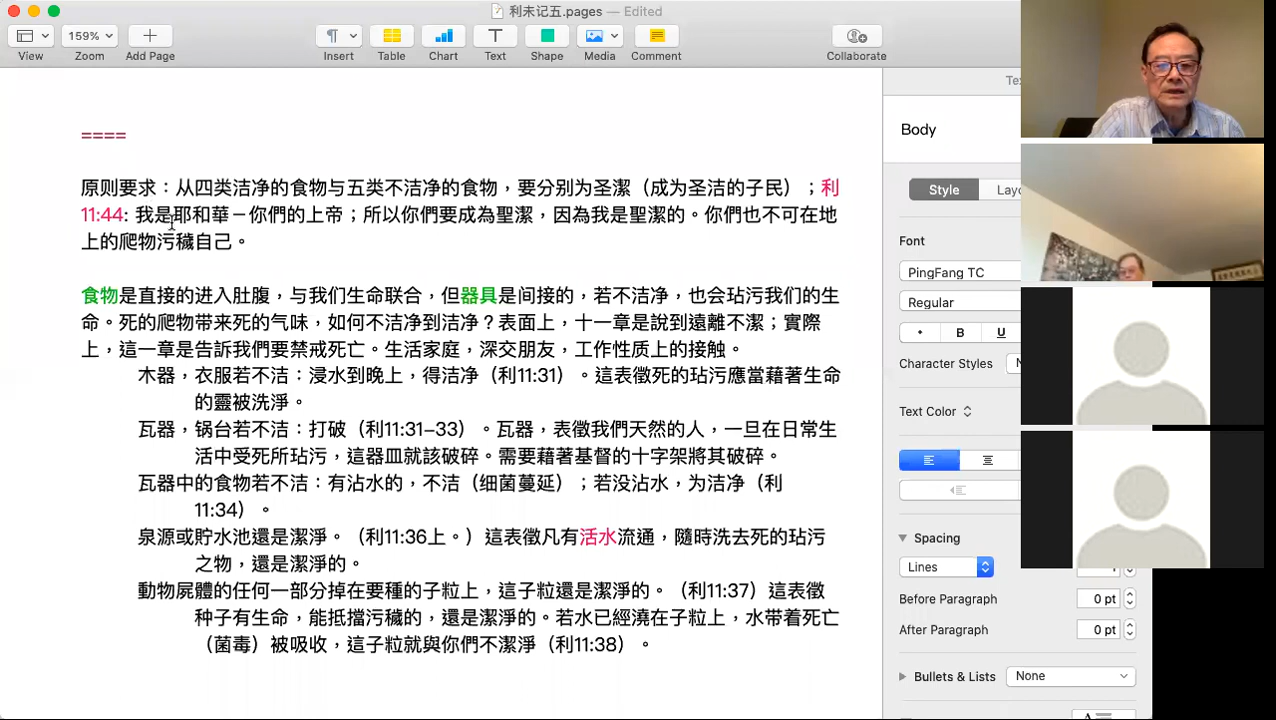 利未记五.pages — Edited
159%
View
Zoom
Add Page
Insert
Table
Chart
Text
Shape
Media
Comment
Collaborate
====
原则要求：从四类洁净的食物与五类不洁净的食物，要分别为圣潔（成为圣洁的子民）；利
11:44: 我是耶和華－你們的上帝；所以你們要成為聖潔，因為我是聖潔的。你們也不可在地
上的爬物污穢自己。
食物是直接的进入肚腹，与我们生命联合，但器具是间接的，若不洁净，也会玷污我们的生
命。死的爬物带来死的气味，如何不洁净到洁净？表面上，十一章是說到遠離不潔；實際
上，這一章是告訴我們要禁戒死亡。生活家庭，深交朋友，工作性质上的接触。
木器，衣服若不洁：浸水到晚上，得洁净（利11:31）。這表徵死的玷污應當藉著生命
的靈被洗淨。
瓦器，锅台若不洁：打破（利11:31–33）。瓦器，表徵我們天然的人，一旦在日常生
活中受死所玷污，這器皿就該破碎。需要藉著基督的十字架將其破碎。
瓦器中的食物若不洁：有沾水的，不洁（细菌蔓延）；若没沾水，为洁净（利
11:34）。
泉源或貯水池還是潔淨。（利11:36上。）這表徵凡有活水流通，隨時洗去死的玷污
之物，還是潔淨的。
動物屍體的任何一部分掉在要種的子粒上，這子粒還是潔淨的。（利11:37）這表徵
种子有生命，能抵擋污穢的，還是潔淨的。若水已經澆在子粒上，水带着死亡
（菌毒）被吸收，這子粒就與你們不潔淨（利11:38）。
Body
Style
Font
PingFang TC
Regular
B U
Character Styles
Text Color
Spacing
Lines
Before Paragraph
0 pt
After Paragraph
0 pt
Bullets & Lists
None